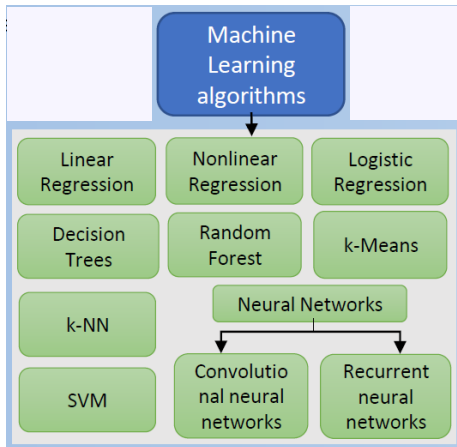 Machine
Learning
algorithms
Linear
Regression
Nonlinear
Regression
Logistic
Regression
Decision
Trees
Random
Forest
k-Means
k-NN
Neural Networks
SVM
Convolutio
nal neural
networks
Recurrent
neural
networks